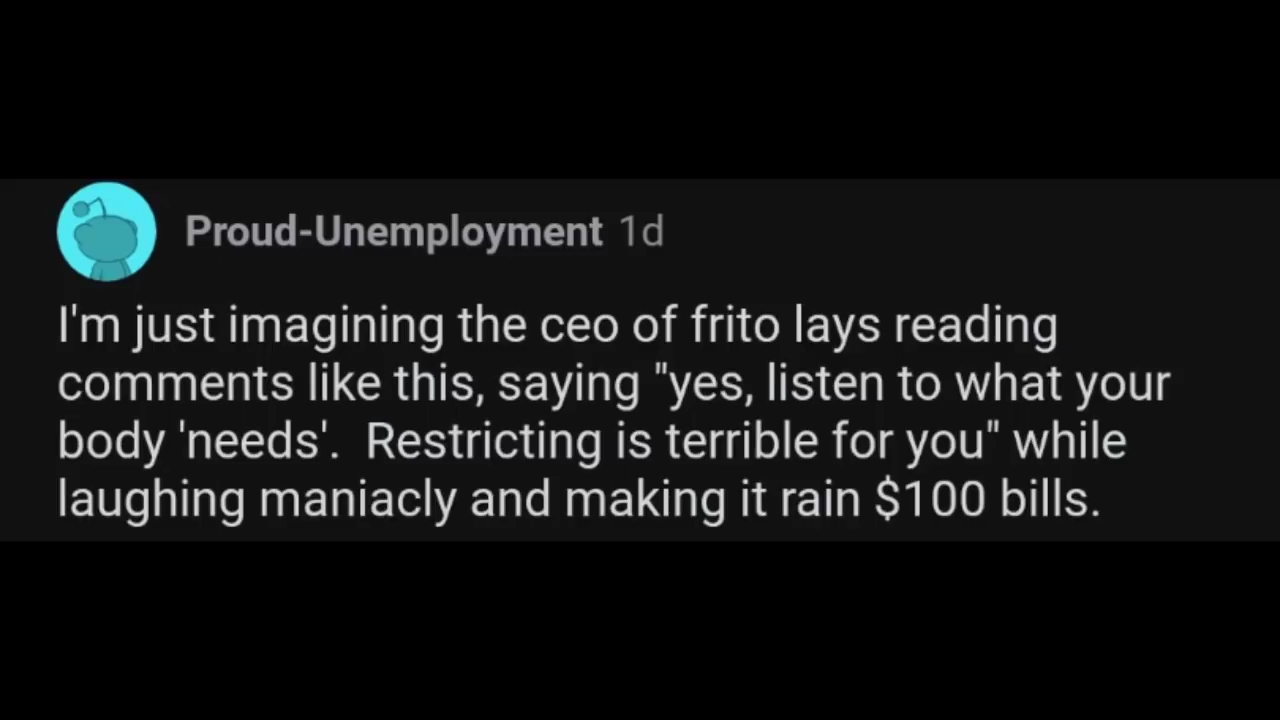 Proud-Unemployment 1d
I'm just imagining the ceo of frito lays reading
comments like this, saying "yes, listen to what your
body 'needs'.  Restricting is terrible for you" while
laughing maniacly and making it rain $100 bills.